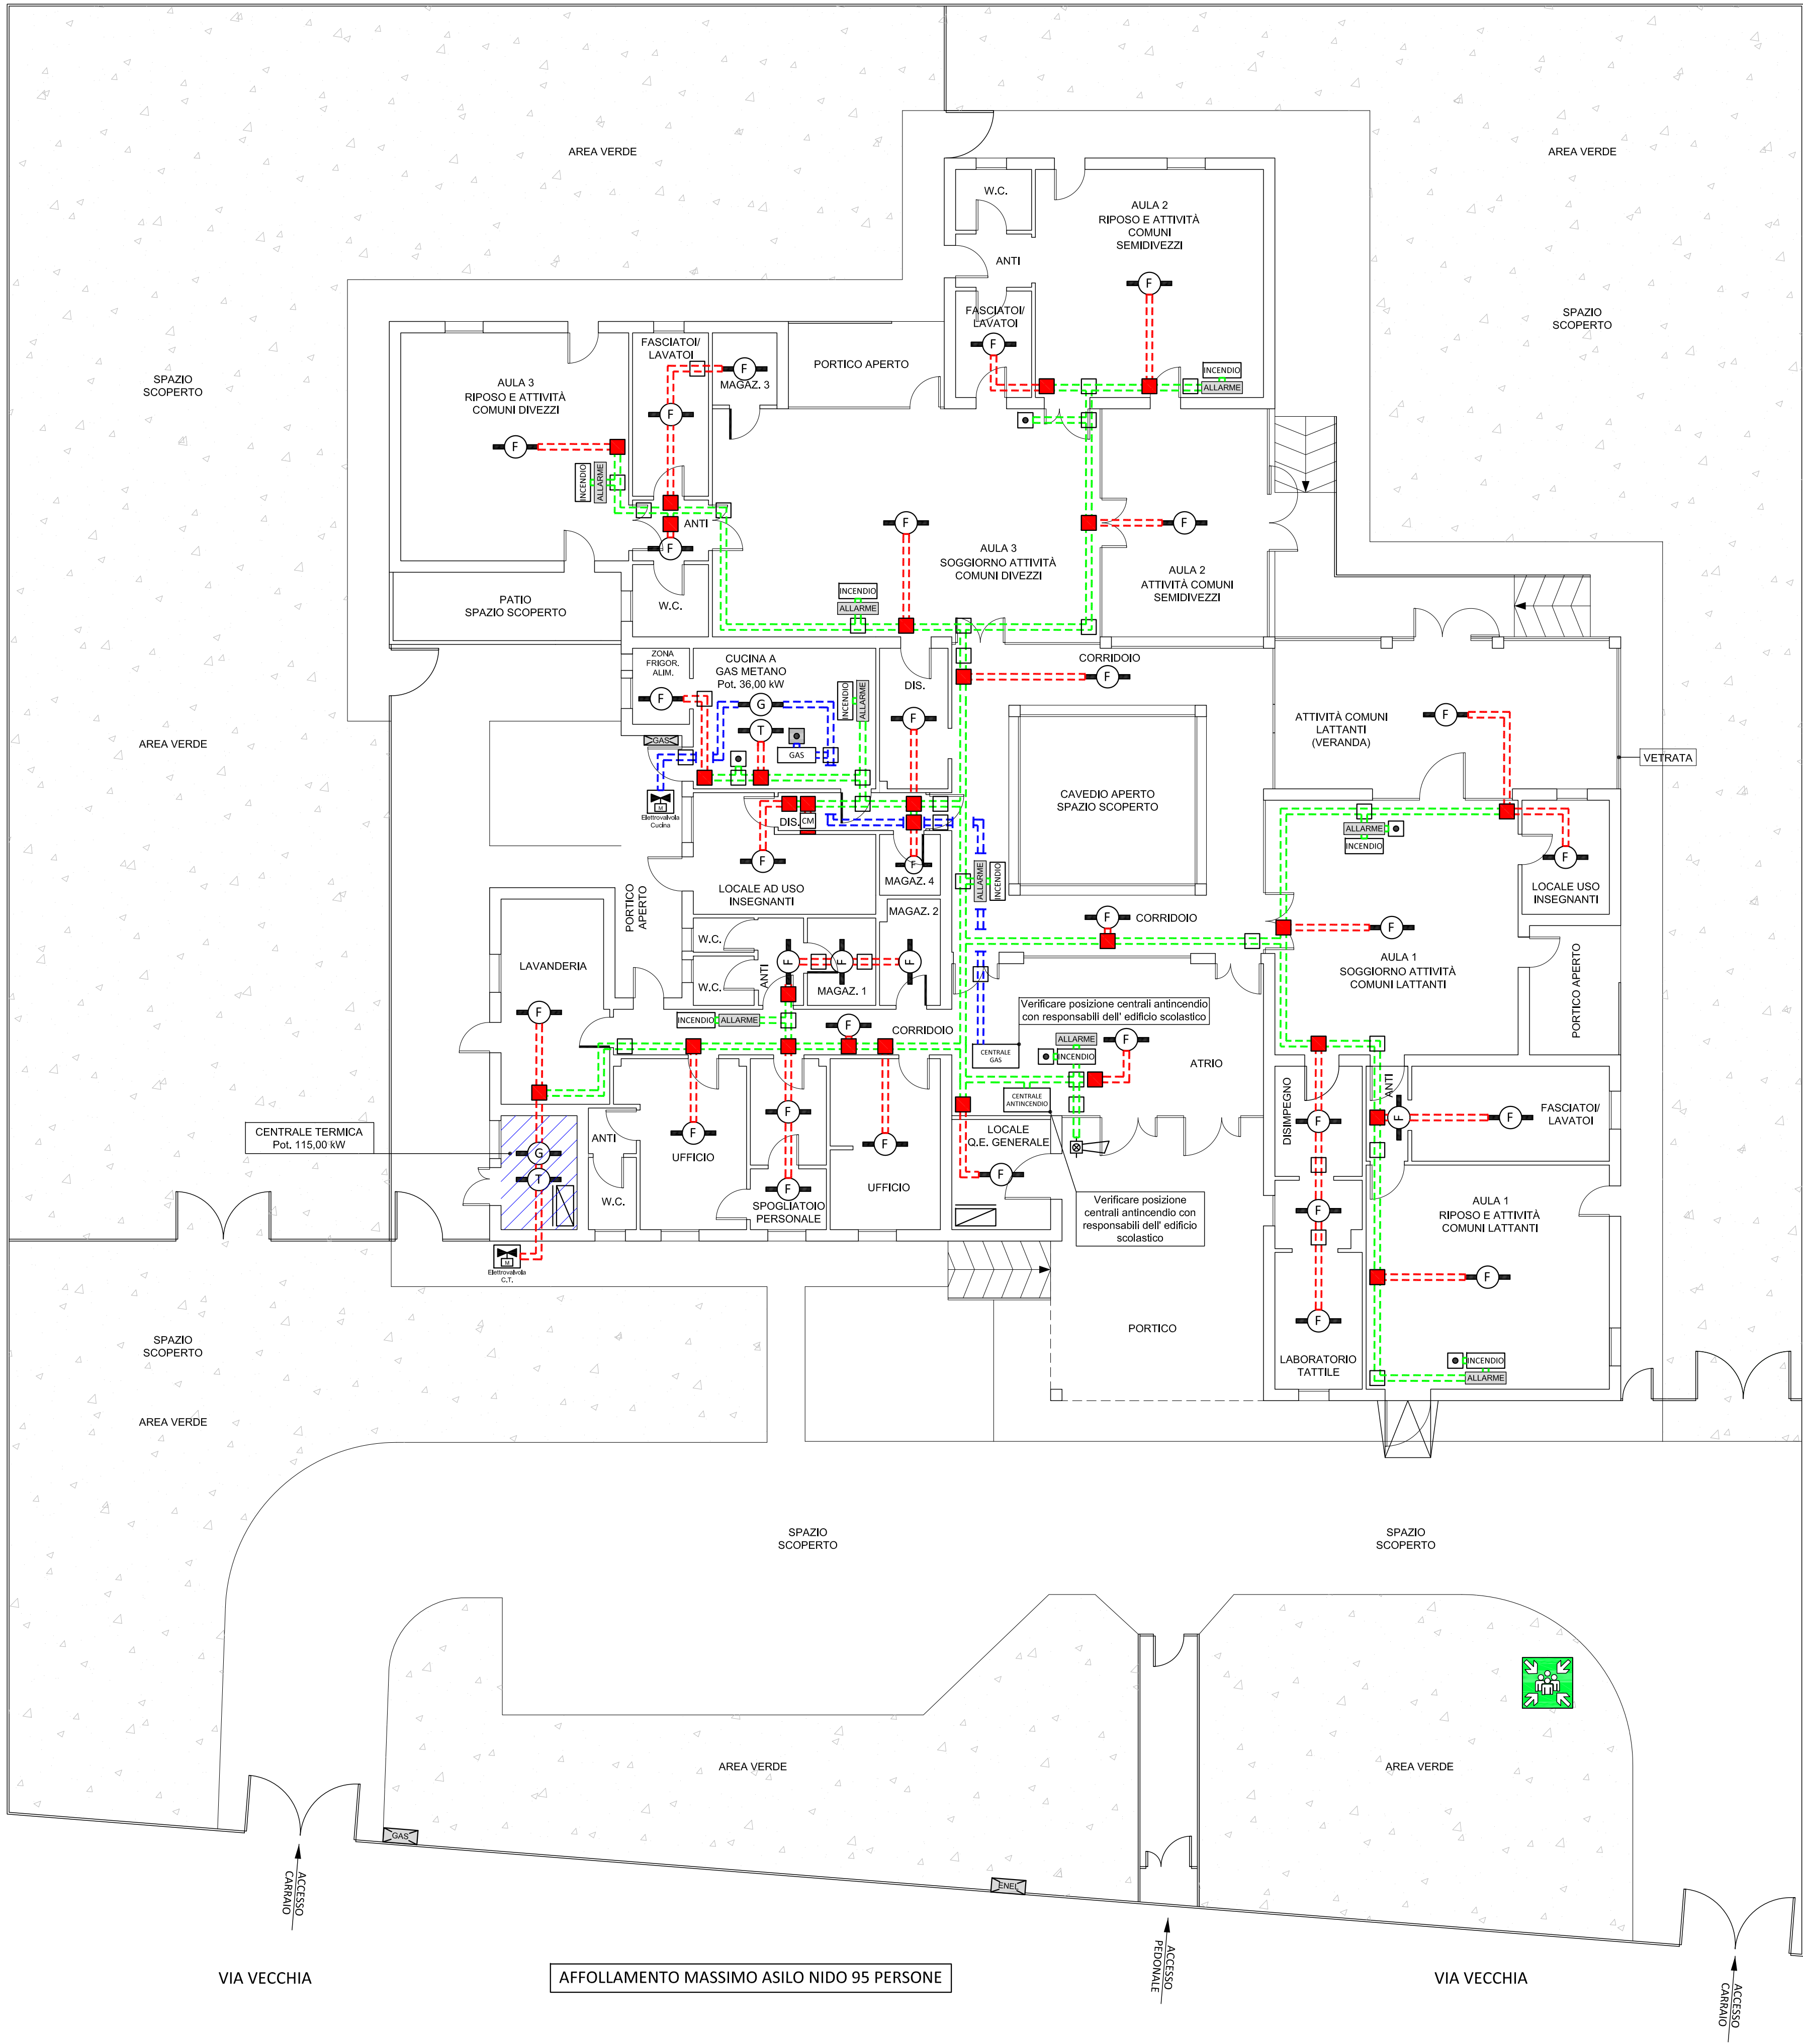 AREA VERDE
AREA VERDE
W.C.
AULA 2
RIPOSO E ATTIVITÀ
COMUNI
SEMIDIVEZZI
ANTI
F
FASCIATOI/
LAVATOI
F
SPAZIO
SCOPERTO
FASCIATOI/
LAVATOI
F
MAGAZ. 3
PORTICO APERTO
INCENDIO
ALLARME
SPAZIO
SCOPERTO
AULA 3
RIPOSO E ATTIVITÀ
COMUNI DIVEZZI
F
F
INCENDIO
ALLARME
ANTI
F
F
AULA 3
SOGGIORNO ATTIVITÀ
COMUNI DIVEZZI
F
AULA 2
ATTIVITÀ COMUNI
SEMIDIVEZZI
PATIO
SPAZIO SCOPERTO
W.C.
INCENDIO
ALLARME
ZONA
FRIGOR.
ALIM.
F
CUCINA A
GAS METANO
Pot. 36,00 kW
G
T
GAS
INCENDIO
ALLARME
DIS.
F
CORRIDOIO
F
ATTIVITÀ COMUNI
LATTANTI
(VERANDA)
F
VETRATA
AREA VERDE
GAS
M
Elettrovalvola
Cucina
CAVEDIO APERTO
SPAZIO SCOPERTO
DIS.
CM
F
LOCALE AD USO
INSEGNANTI
F
MAGAZ. 4
ALLARME
INCENDIO
ALLARME
INCENDIO
F
LOCALE USO
INSEGNANTI
PORTICO
APERTO
MAGAZ. 2
W.C.
F
CORRIDOIO
F
LAVANDERIA
W.C.
ANTI
F
F
F
MAGAZ. 1
AULA 1
SOGGIORNO ATTIVITÀ
COMUNI LATTANTI
PORTICO APERTO
F
INCENDIO
ALLARME
F
CORRIDOIO
Verificare posizione centrali antincendio
con responsabili dell' edificio scolastico
CENTRALE
GAS
ALLARME
INCENDIO
F
ATRIO
CENTRALE
ANTINCENDIO
CENTRALE TERMICA
Pot. 115,00 kW
G
T
ANTI
W.C.
F
UFFICIO
F
F
SPOGLIATOIO
PERSONALE
F
UFFICIO
LOCALE
Q.E. GENERALE
F
Verificare posizione
centrali antincendio con
responsabili dell' edificio
scolastico
DISIMPEGNO
F
ANTI
F
F
FASCIATOI/
LAVATOI
F
AULA 1
RIPOSO E ATTIVITÀ
COMUNI LATTANTI
F
M
Elettrovalvola
C.T.
F
LABORATORIO
TATTILE
INCENDIO
ALLARME
PORTICO
SPAZIO
SCOPERTO
AREA VERDE
SPAZIO
SCOPERTO
SPAZIO
SCOPERTO
AREA VERDE
AREA VERDE
GAS
ENEL
ACCESSO
CARRAIO
ACCESSO
PEDONALE
ACCESSO
CARRAIO
VIA VECCHIA
AFFOLLAMENTO MASSIMO ASILO NIDO 95 PERSONE
VIA VECCHIA